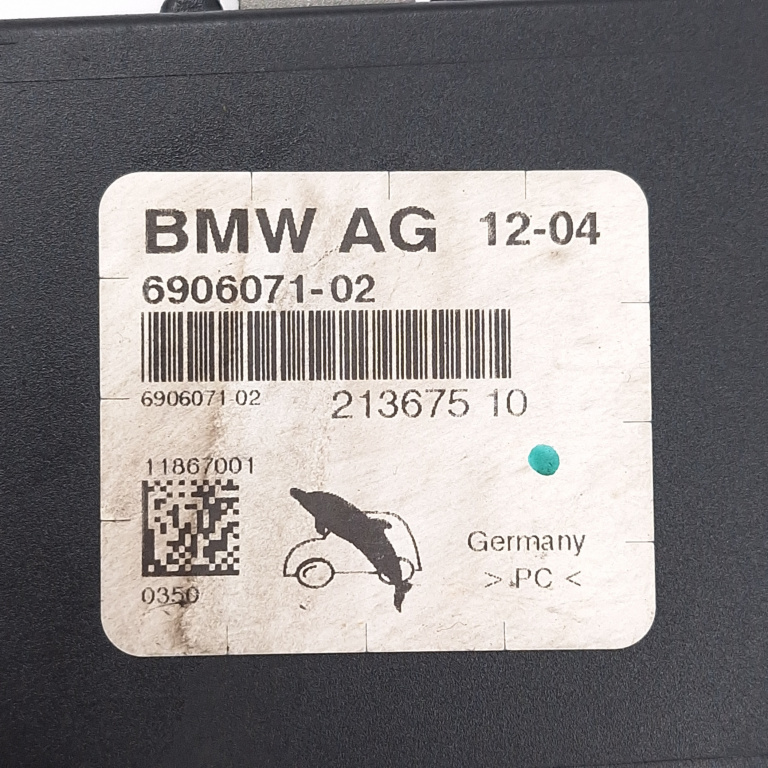 BMW AG 12-04
6906071-02
6906071 02
213675 10
11867001
0350
Germany
> PC <